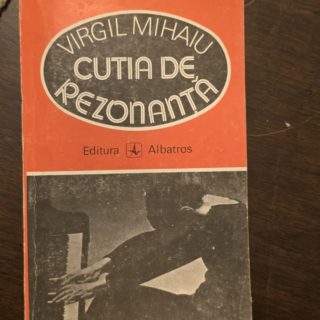 VIRGIL MIHAIU
CUTIA DE
REZONANȚĂ
Editura Albatros